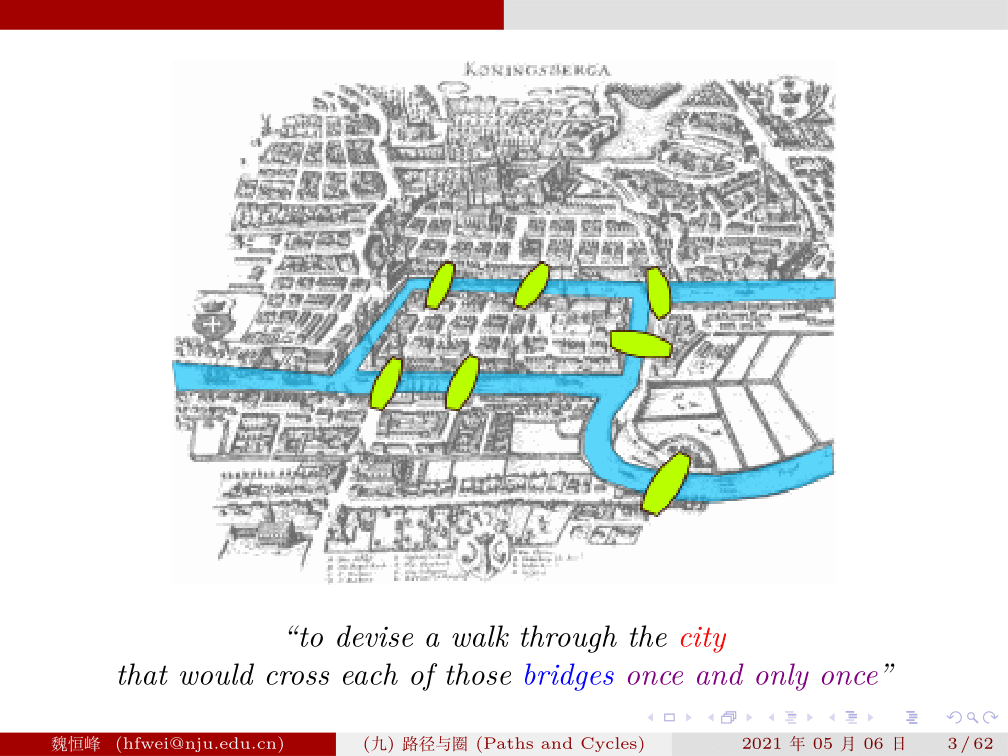 KONINGSBERGA
“to devise a walk through the city
that would cross each of those bridges once and only once”
魏恒峰 (hfwei@nju.edu.cn)
(九) 路径与圈 (Paths and Cycles)
2021 年 05 月 06 日
3 / 62